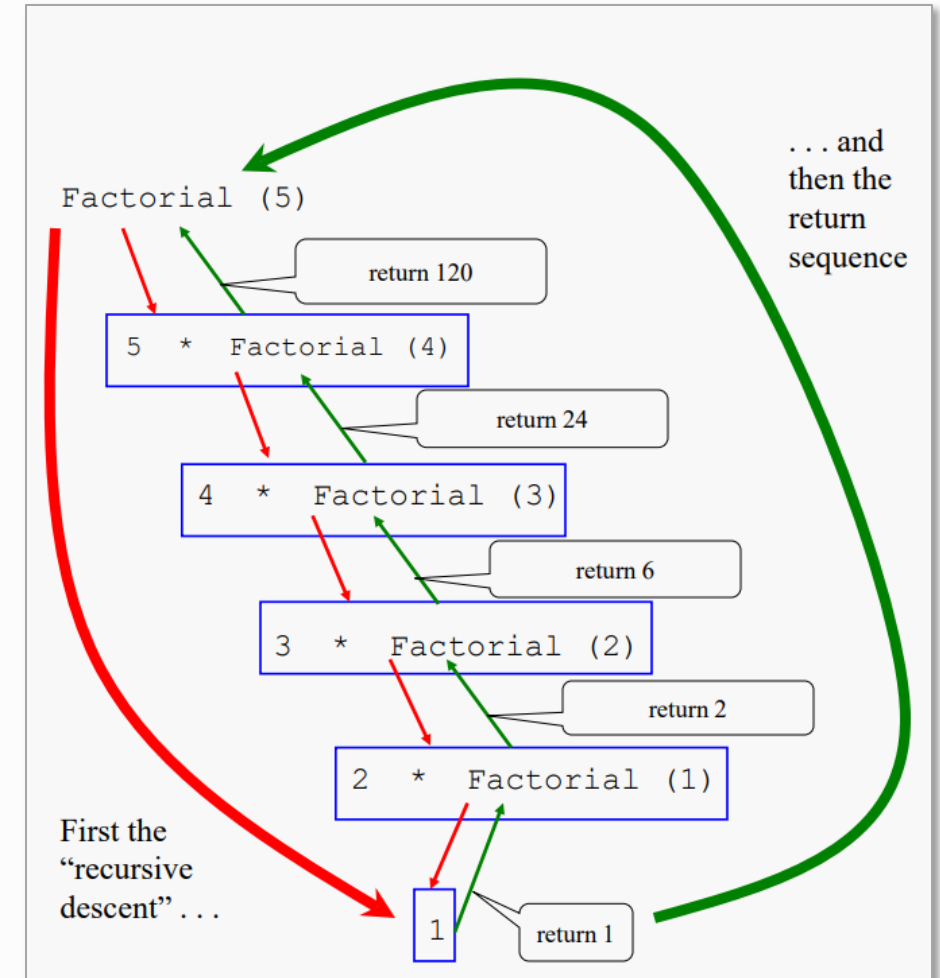 . . . and
then the
return
sequence
Factorial (5)
return 120
5 * Factorial (4)
return 24
4 * Factorial (3)
return 6
3 * Factorial (2)
return 2
2 * Factorial (1)
First the
“recursive
descent” . . .
1
return 1